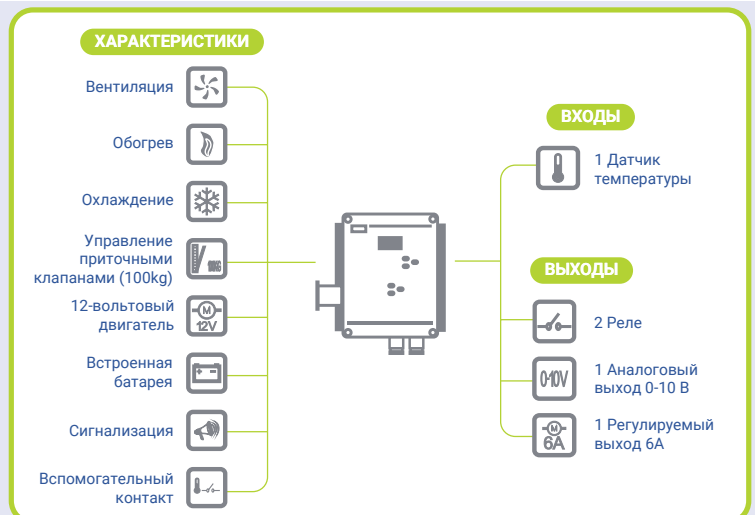 ХАРАКТЕРИСТИКИ
Вентиляция
Обогрев
Охлаждение
Управление
приточными
клапанами (100kg)
100KG
12-вольтовый
двигатель
M
12V
Встроенная
батарея
+ -
Сигнализация
Вспомогательный
контакт
ВХОДЫ
1 Датчик
температуры
ВЫХОДЫ
2 Реле
0-10V
1 Аналоговый
выход 0-10 В
M
6A
1 Регулируемый
выход 6А